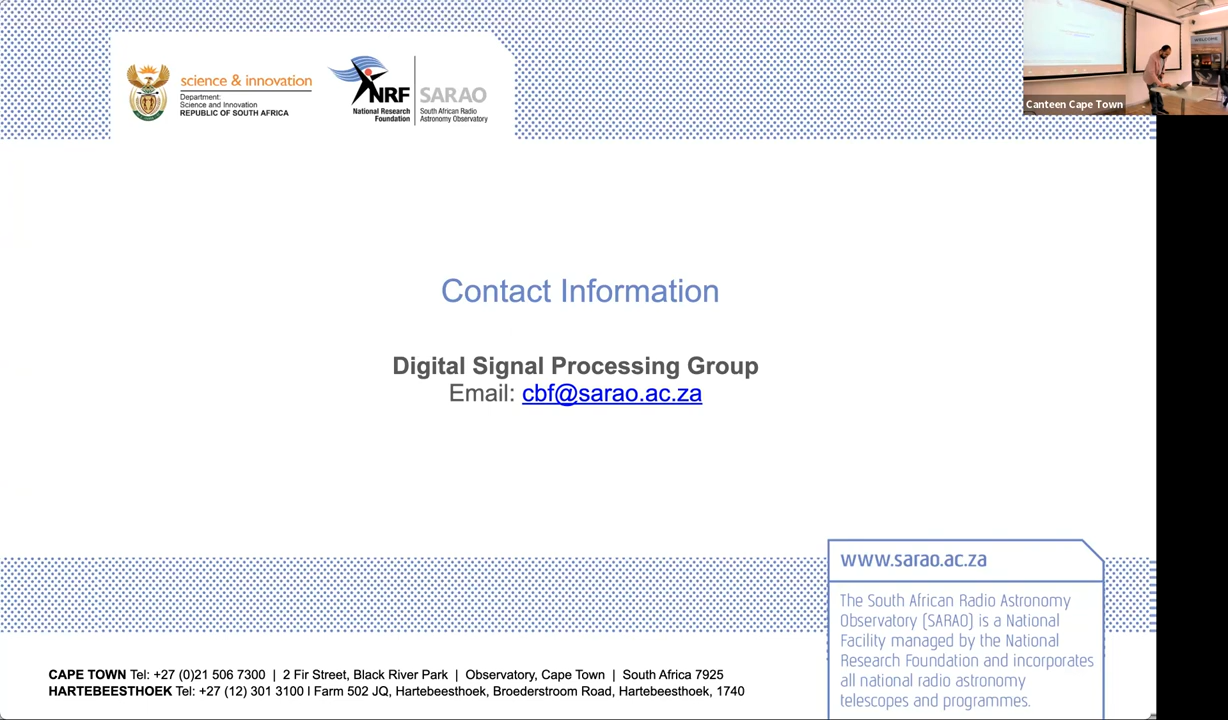 science & innovation
Department:
Science and Innovation
REPUBLIC OF SOUTH AFRICA
NRF
National Research
Foundation
SARAO
South African Radio
Astronomy Observatory
WELCOME
Canteen Cape Town
Contact Information
Digital Signal Processing Group
Email: cbf@sarao.ac.za
www.sarao.ac.za
The South African Radio Astronomy
Observatory (SARAO) is a National
Facility managed by the National
Research Foundation and incorporates
all national radio astronomy
telescopes and programmes.
CAPE TOWN Tel: +27 (0)21 506 7300 | 2 Fir Street, Black River Park | Observatory, Cape Town | South Africa 7925
HARTEBEESTHOEK Tel: +27 (12) 301 3100 I Farm 502 JQ, Hartebeesthoek, Broederstroom Road, Hartebeesthoek, 1740